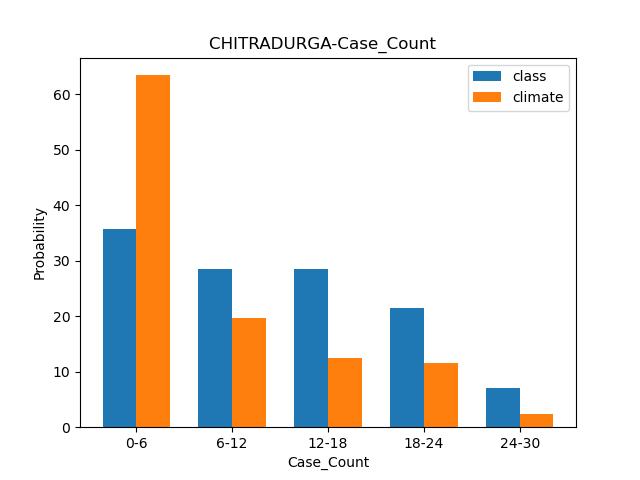 CHITRADURGA-Case_Count
class
climate
Probability
60
50
40
30
20
10
0
0-6 6-12 12-18 18-24 24-30
Case_Count